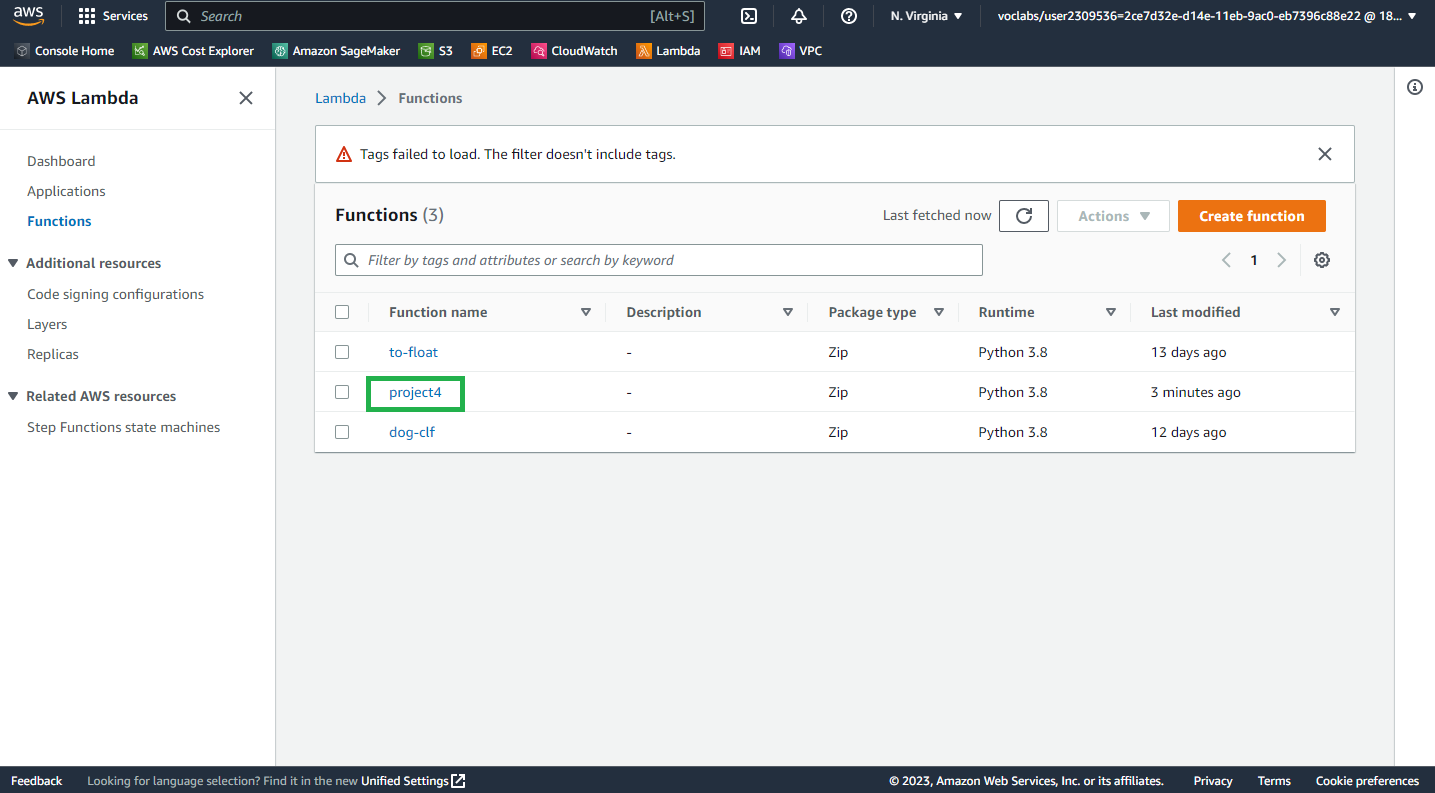 aws Services Search [Alt+S] N. Virginia voclabs/user2309536=2ce7d32e-d14e-11eb-9ac0-eb7396c88e22 @ 18...
Console Home AWS Cost Explorer Amazon SageMaker S3 EC2 CloudWatch Lambda IAM VPC
AWS Lambda
Dashboard
Applications
Functions
Additional resources
Code signing configurations
Layers
Replicas
Related AWS resources
Step Functions state machines
Lambda Functions
Tags failed to load. The filter doesn't include tags.
Functions (3) Last fetched now Actions Create function
Filter by tags and attributes or search by keyword 1
Function name Description Package type Runtime Last modified
to-float - Zip Python 3.8 13 days ago
project4 - Zip Python 3.8 3 minutes ago
dog-clf - Zip Python 3.8 12 days ago
Feedback Looking for language selection? Find it in the new Unified Settings © 2023, Amazon Web Services, Inc. or its affiliates. Privacy Terms Cookie preferences